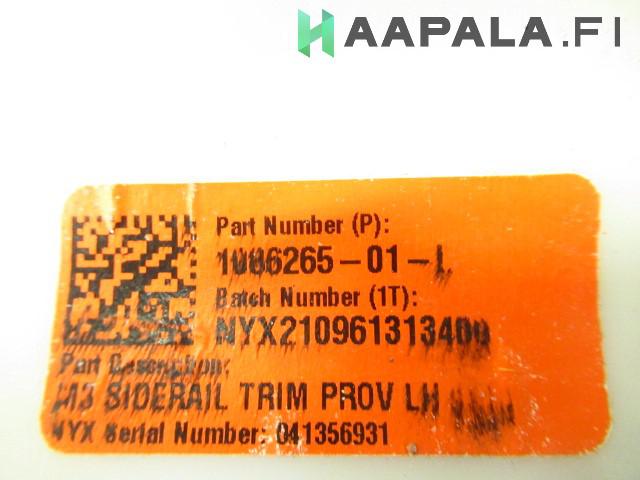 HAAPALA.FI
Part Number (P):
1086265-01-L
Batch Number (1T):
NYX210961313400
Part Description:
M3 SIDERAIL TRIM PROV LH
NYX Serial Number: 041356931